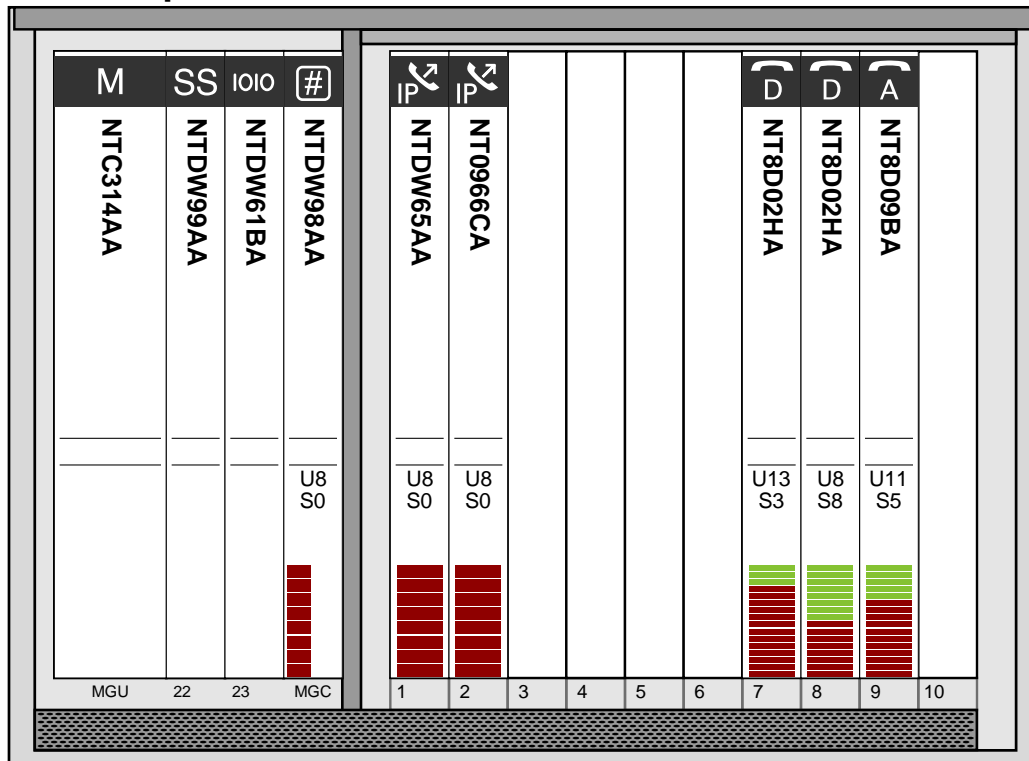 M SS IOIO # IP IP D D A
NTC314AA
NTDW99AA
NTDW61BA
NTDW98AA
NTDW65AA
NT0966CA
NT8D02HA
NT8D02HA
NT8D09BA
U8 U8 U8 U13 U8 U11
S0 S0 S0 S3 S8 S5
MGU 22 23 MGC 1 2 3 4 5 6 7 8 9 10